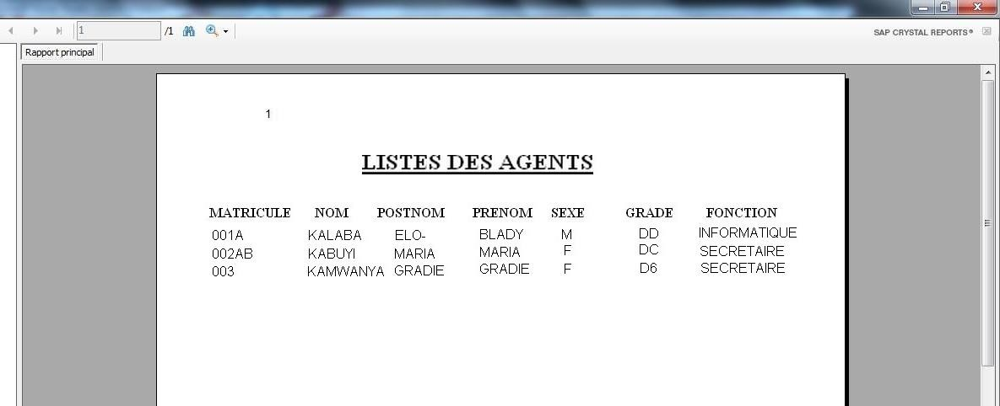 1 /1 SAP CRYSTAL REPORTS®
Rapport principal
1
LISTES DES AGENTS
MATRICULE NOM POSTNOM PRENOM SEXE GRADE FONCTION
001A KALABA ELO- BLADY M DD INFORMATIQUE
002AB KABUYI MARIA MARIA F DC SECRETAIRE
003 KAMWANYA GRADIE GRADIE F D6 SECRETAIRE